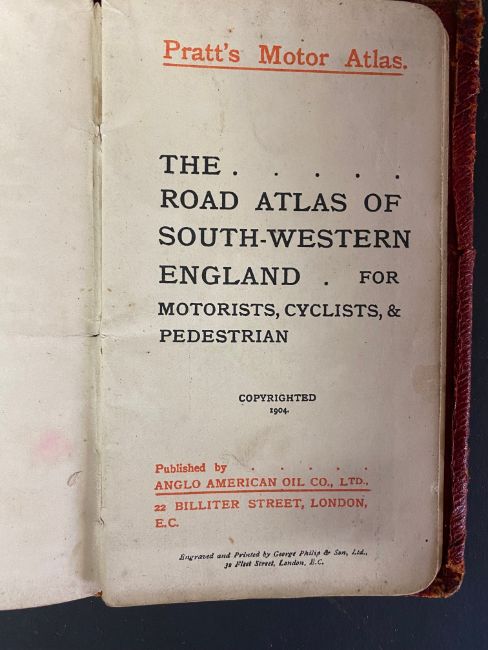 Pratt's Motor Atlas.
THE . . . . .
ROAD ATLAS OF
SOUTH-WESTERN
ENGLAND . FOR
MOTORISTS, CYCLISTS, &
PEDESTRIAN
COPYRIGHTED
1904.
Published by . . . . .
ANGLO AMERICAN OIL CO., LTD.,
22 BILLITER STREET, LONDON,
E.C.
Engraved and Printed by George Philip & Son, Ltd.,
32 Fleet Street, London, E.C.